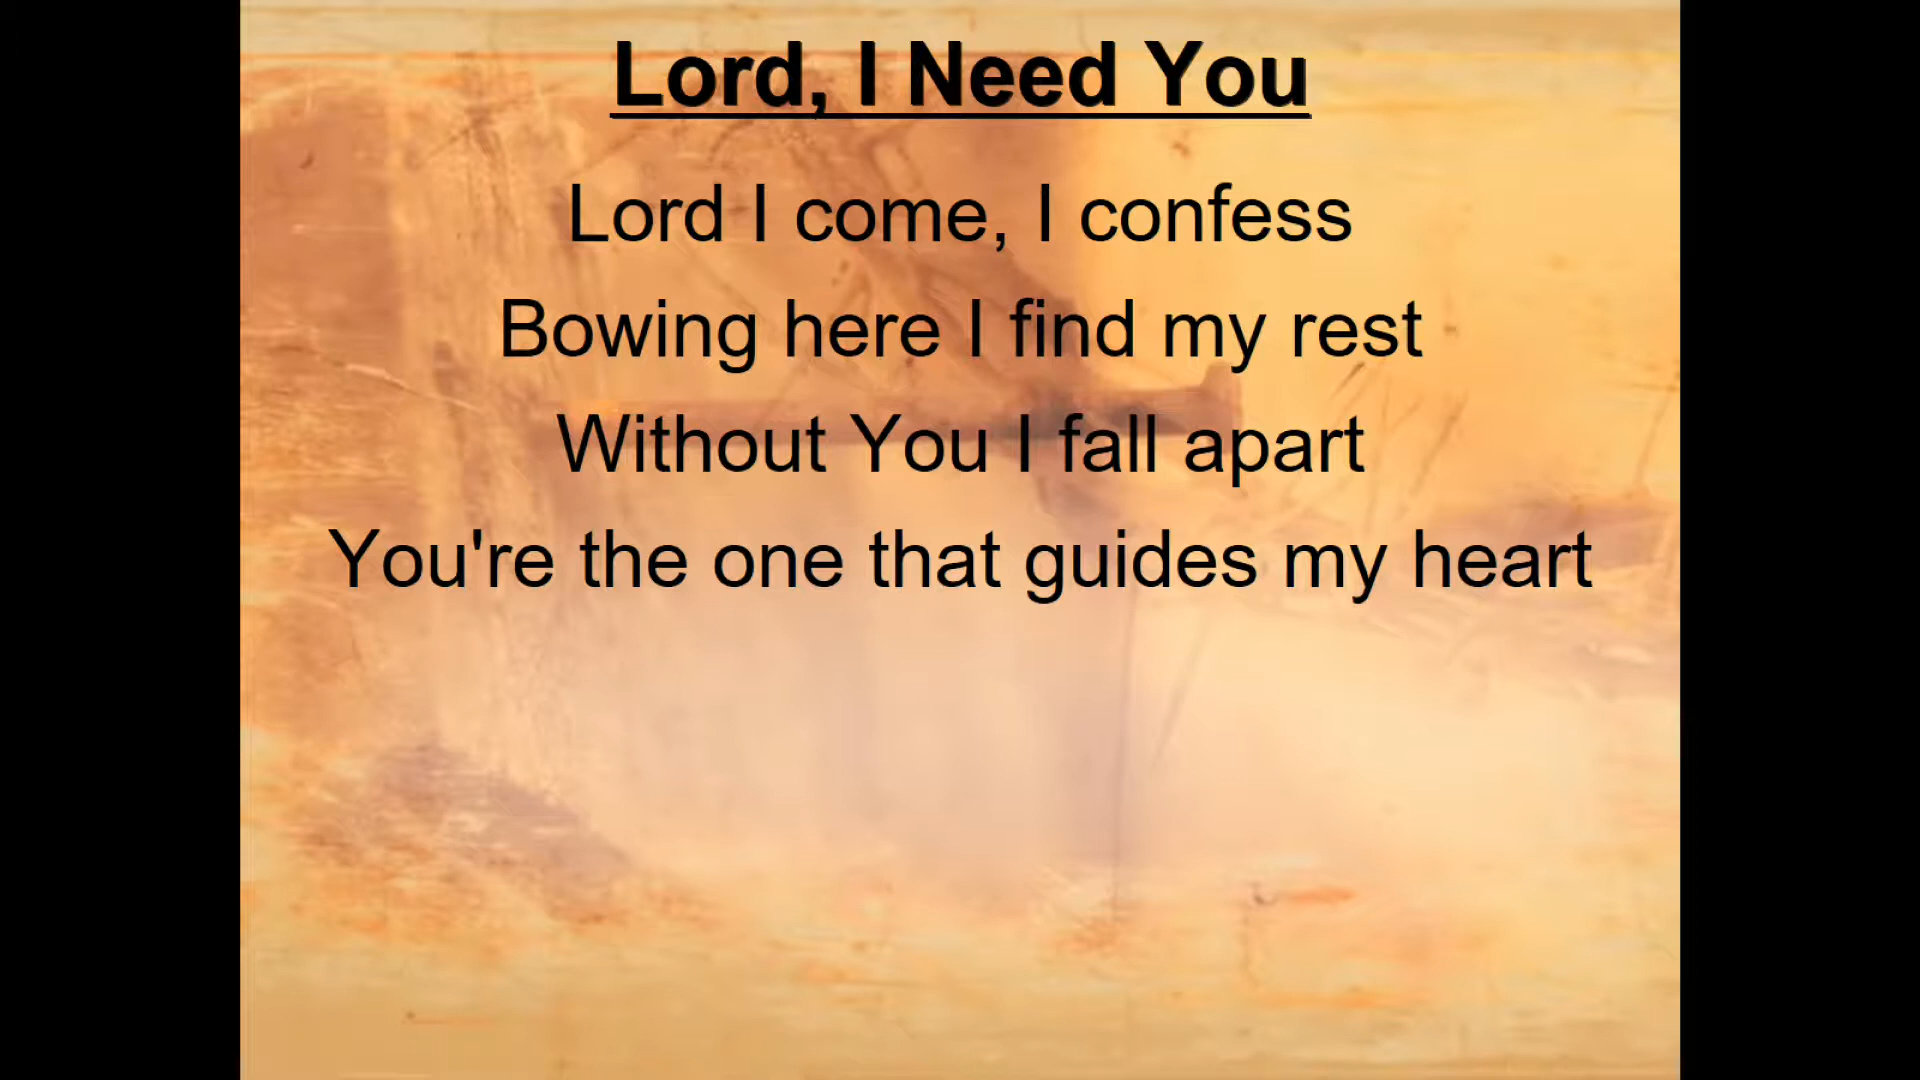 Lord, I Need You
Lord I come, I confess
Bowing here I find my rest
Without You I fall apart
You're the one that guides my heart